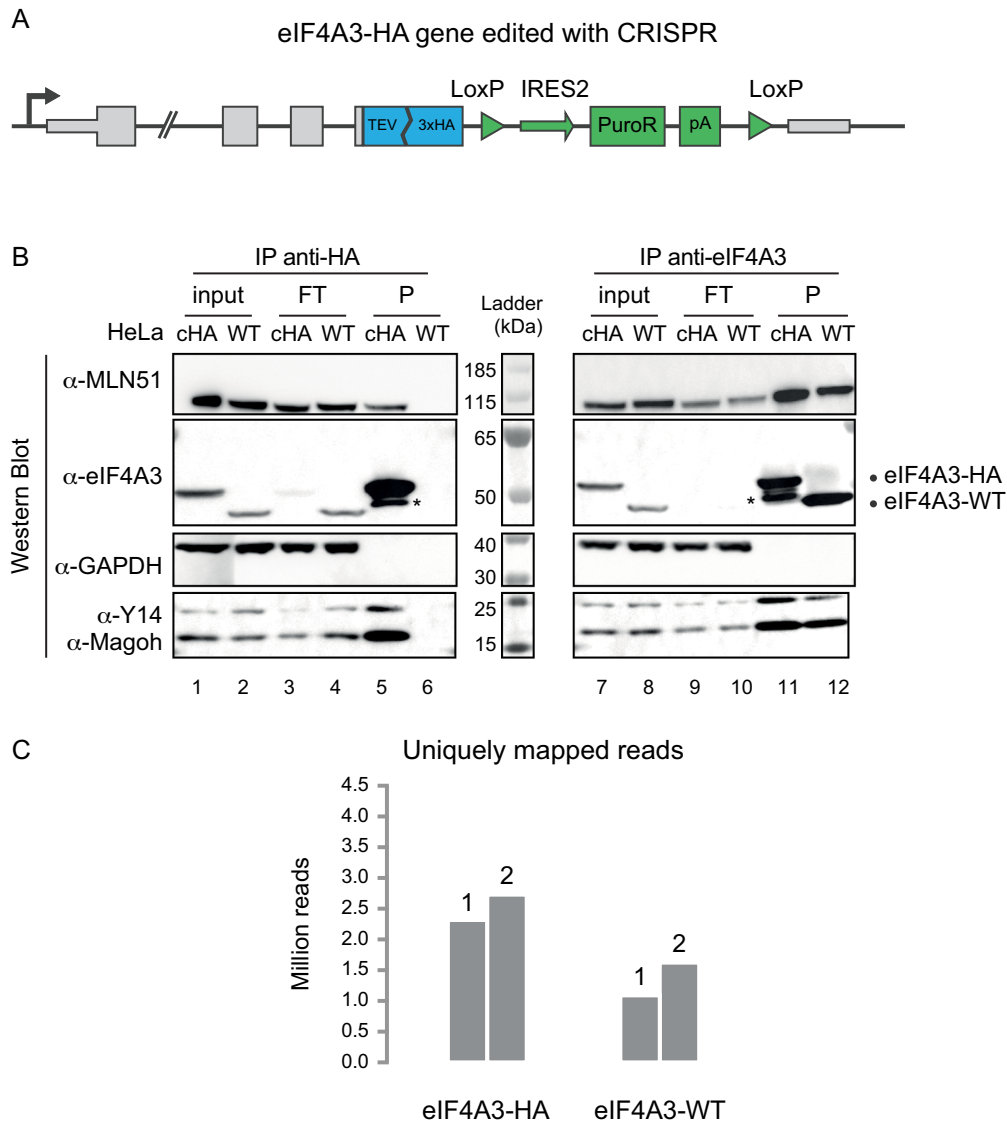 A
eIF4A3-HA gene edited with CRISPR
LoxP IRES2 LoxP
TEV 3xHA PuroR pA
B
IP anti-HA IP anti-eIF4A3
input FT P Ladder (kDa) input FT P
HeLa cHA WT cHA WT cHA WT cHA WT cHA WT cHA WT
Western Blot
α-MLN51 185
115
α-eIF4A3 65 • eIF4A3-HA
* 50 * • eIF4A3-WT
α-GAPDH 40
30
α-Y14 25
α-Magoh 15
1 2 3 4 5 6 7 8 9 10 11 12
C
Uniquely mapped reads
Million reads
4.5
4.0
3.5
3.0
2.5
2.0
1.5
1.0
0.5
0.0
1 2 1 2
eIF4A3-HA eIF4A3-WT